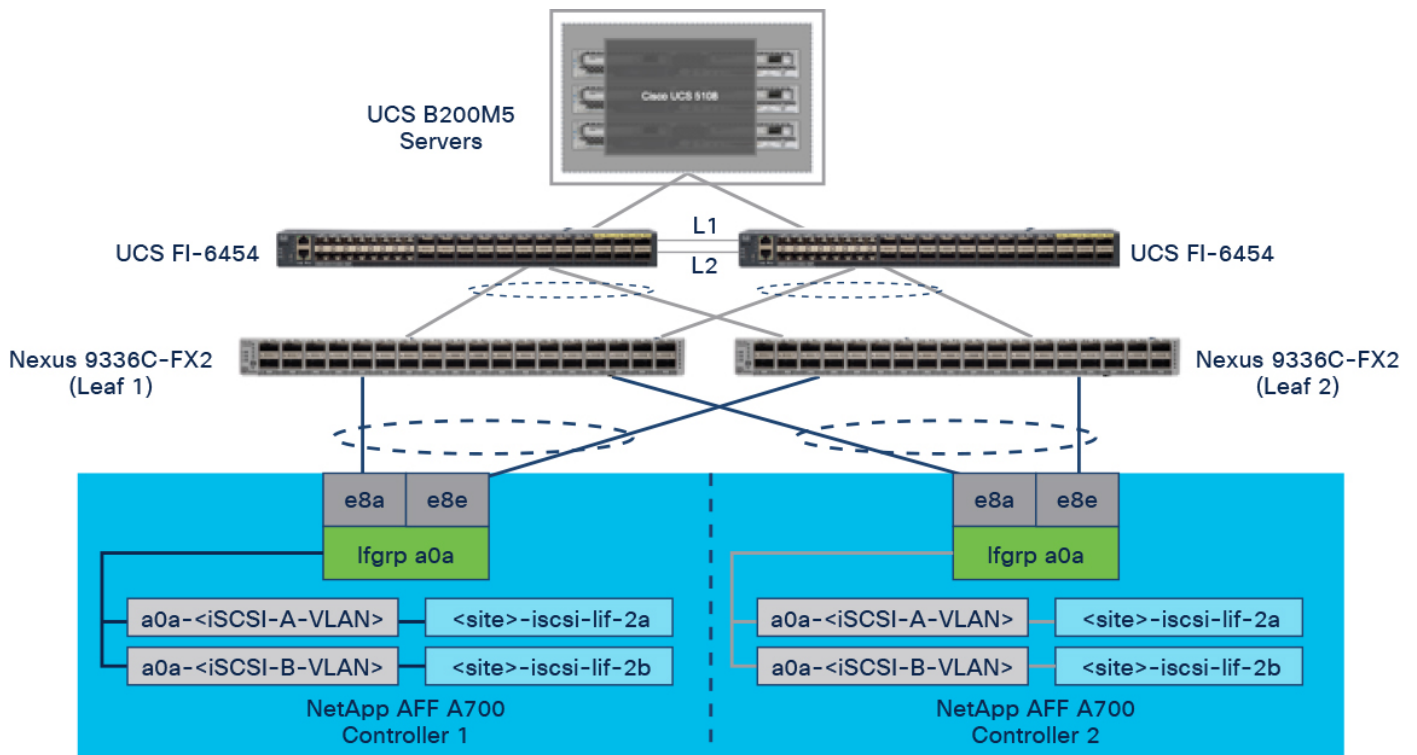 Cisco UCS 5108
UCS B200M5
Servers
L1
UCS FI-6454
UCS FI-6454
L2
Nexus 9336C-FX2
(Leaf 1)
Nexus 9336C-FX2
(Leaf 2)
e8a
e8e
e8a
e8e
Ifgrp a0a
Ifgrp a0a
a0a-<iSCSI-A-VLAN>
<site>-iscsi-lif-2a
a0a-<iSCSI-A-VLAN>
<site>-iscsi-lif-2a
a0a-<iSCSI-B-VLAN>
<site>-iscsi-lif-2b
a0a-<iSCSI-B-VLAN>
<site>-iscsi-lif-2b
NetApp AFF A700
Controller 1
NetApp AFF A700
Controller 2